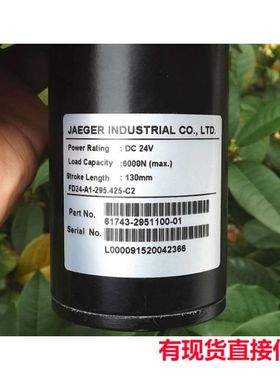 JAEGER INDUSTRIAL CO., LTD.
Power Rating : DC 24V
Load Capacity : 6000N (max.)
Stroke Length : 130mm
FD24-A1-295.425-C2
Part No.
61743-2951100-01
Serial No.
L000091520042366
有现货直接